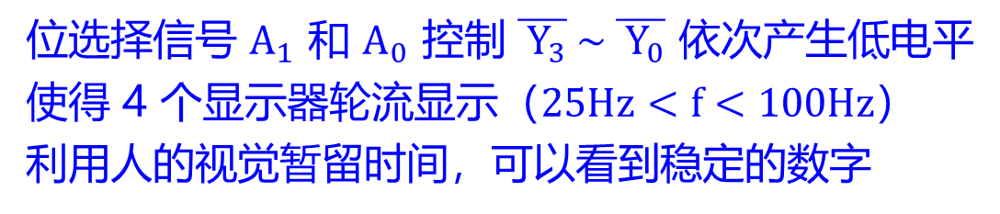 位选择信号 A₁ 和 A₀ 控制 Y̅₃ ~ Y̅₀ 依次产生低电平
使得 4 个显示器轮流显示（25Hz < f < 100Hz）
利用人的视觉暂留时间，可以看到稳定的数字